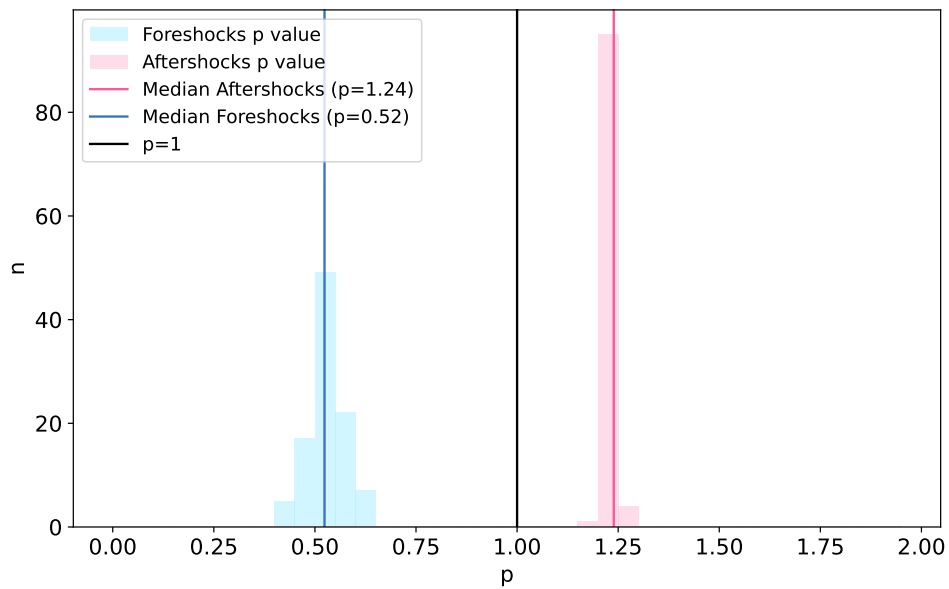 Foreshocks p value
Aftershocks p value
Median Aftershocks (p=1.24)
Median Foreshocks (p=0.52)
p=1
80
60
40
20
0
n
0.00 0.25 0.50 0.75 1.00 1.25 1.50 1.75 2.00
p